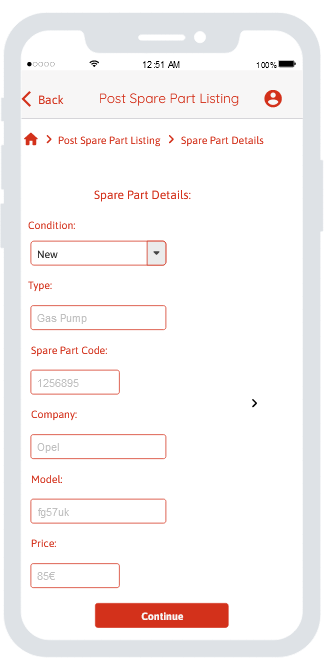 12:51 AM 100%
Back Post Spare Part Listing
Post Spare Part Listing Spare Part Details
Spare Part Details:
Condition:
New
Type:
Gas Pump
Spare Part Code:
1256895
Company:
Opel
Model:
fg57uk
Price:
85€
Continue